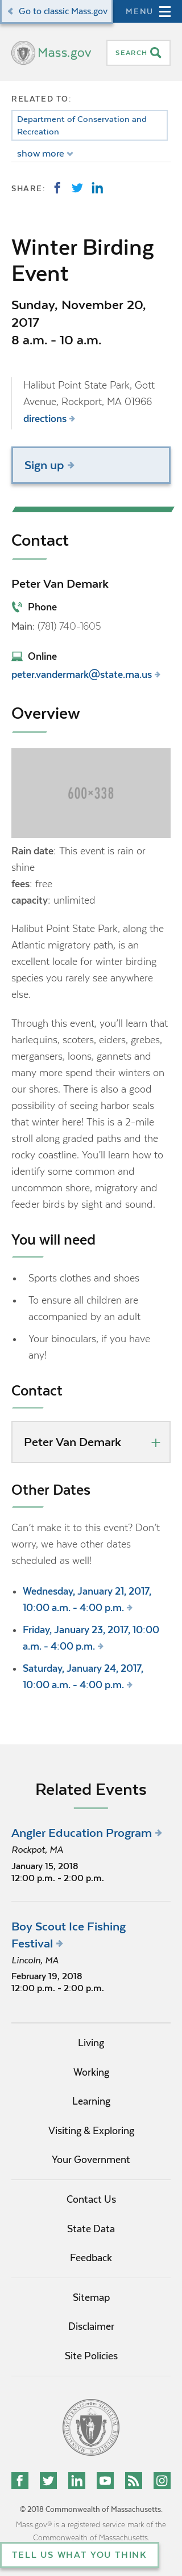 Go to classic Mass.gov MENU
Mass.gov SEARCH
RELATED TO:
Department of Conservation and
Recreation
show more
SHARE:
Winter Birding
Event
Sunday, November 20,
2017
8 a.m. - 10 a.m.
Halibut Point State Park, Gott
Avenue, Rockport, MA 01966
directions
Sign up
Contact
Peter Van Demark
Phone
Main: (781) 740-1605
Online
peter.vandermark@state.ma.us
Overview
600×338
Rain date: This event is rain or
shine
fees: free
capacity: unlimited
Halibut Point State Park, along the
Atlantic migratory path, is an
excellent locale for winter birding
species you rarely see anywhere
else.
Through this event, you'll learn that
harlequins, scoters, eiders, grebes,
mergansers, loons, gannets and
many more spend their winters on
our shores. There is also a good
possibility of seeing harbor seals
that winter here! This is a 2-mile
stroll along graded paths and the
rocky coastline. You'll learn how to
identify some common and
uncommon shore, migratory and
feeder birds by sight and sound.
You will need
• Sports clothes and shoes
• To ensure all children are
accompanied by an adult
• Your binoculars, if you have
any!
Contact
Peter Van Demark +
Other Dates
Can't make it to this event? Don't
worry, we have other dates
scheduled as well!
• Wednesday, January 21, 2017,
10:00 a.m. - 4:00 p.m.
• Friday, January 23, 2017, 10:00
a.m. - 4:00 p.m.
• Saturday, January 24, 2017,
10:00 a.m. - 4:00 p.m.
Related Events
Angler Education Program
Rockpot, MA
January 15, 2018
12:00 p.m. - 2:00 p.m.
Boy Scout Ice Fishing
Festival
Lincoln, MA
February 19, 2018
12:00 p.m. - 2:00 p.m.
Living
Working
Learning
Visiting & Exploring
Your Government
Contact Us
State Data
Feedback
Sitemap
Disclaimer
Site Policies
© 2018 Commonwealth of Massachusetts.
Mass.gov® is a registered service mark of the
Commonwealth of Massachusetts.
TELL US WHAT YOU THINK